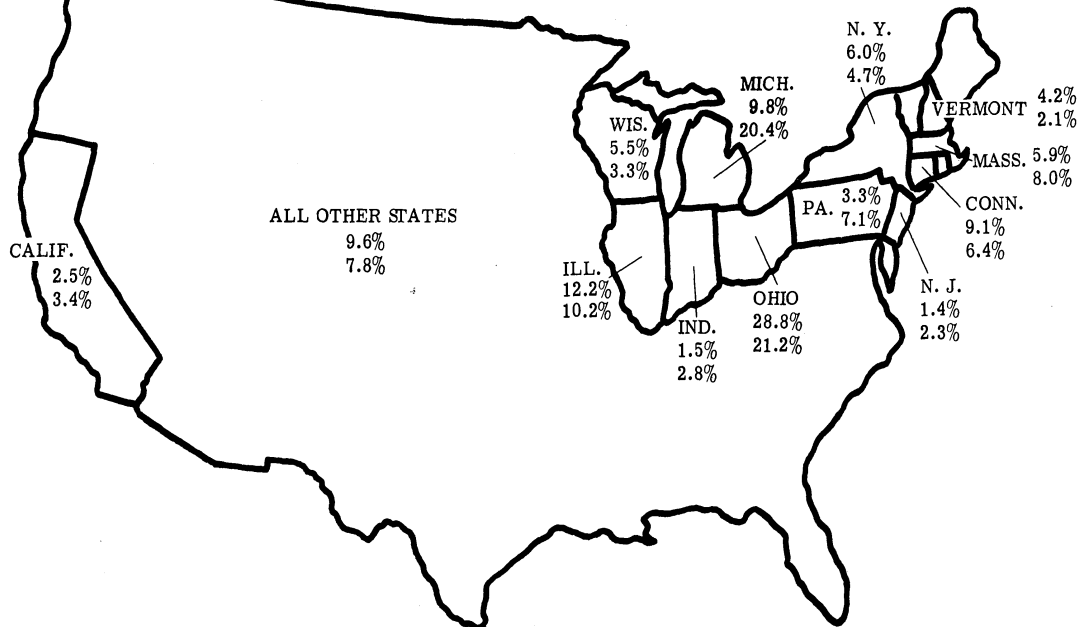 N. Y.
6.0%
4.7%
MICH.
9.8%
20.4%
VERMONT
4.2%
2.1%
WIS.
5.5%
3.3%
MASS.
5.9%
8.0%
PA.
3.3%
7.1%
CONN.
9.1%
6.4%
ALL OTHER STATES
9.6%
7.8%
CALIF.
2.5%
3.4%
ILL.
12.2%
10.2%
IND.
1.5%
2.8%
OHIO
28.8%
21.2%
N. J.
1.4%
2.3%